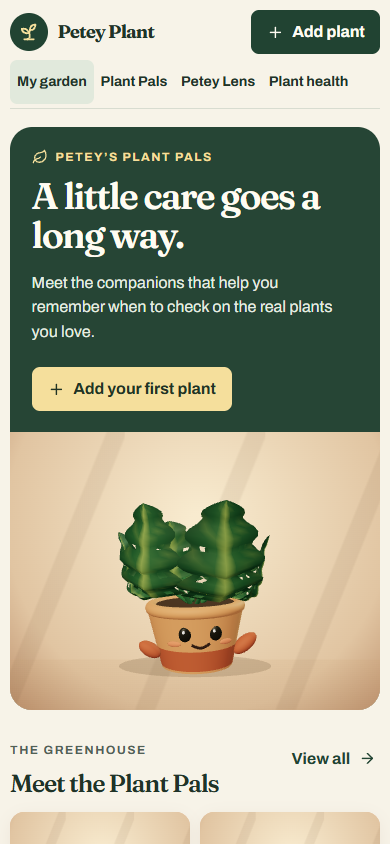 Petey Plant
Add plant
My garden
Plant Pals
Petey Lens
Plant health
PETEY'S PLANT PALS
A little care goes a
long way.
Meet the companions that help you
remember when to check on the real plants
you love.
Add your first plant
THE GREENHOUSE
View all
Meet the Plant Pals